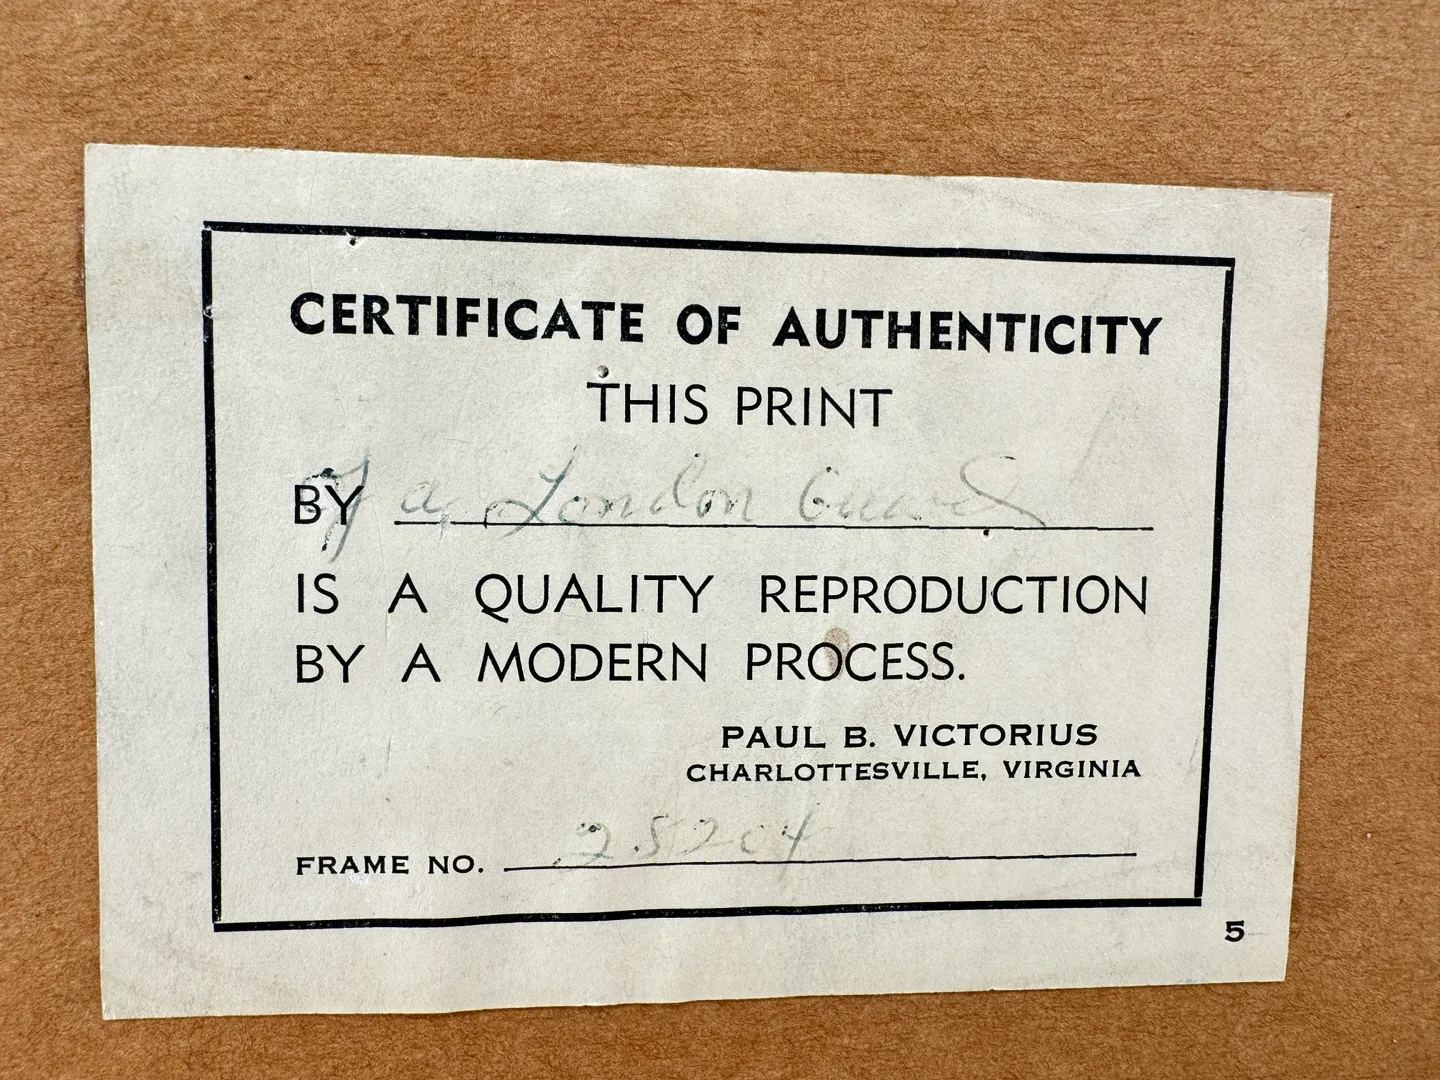 CERTIFICATE OF AUTHENTICITY
THIS PRINT
BY of a London Guard
IS A QUALITY REPRODUCTION
BY A MODERN PROCESS.
PAUL B. VICTORIUS
CHARLOTTESVILLE, VIRGINIA
FRAME NO. 25204
5